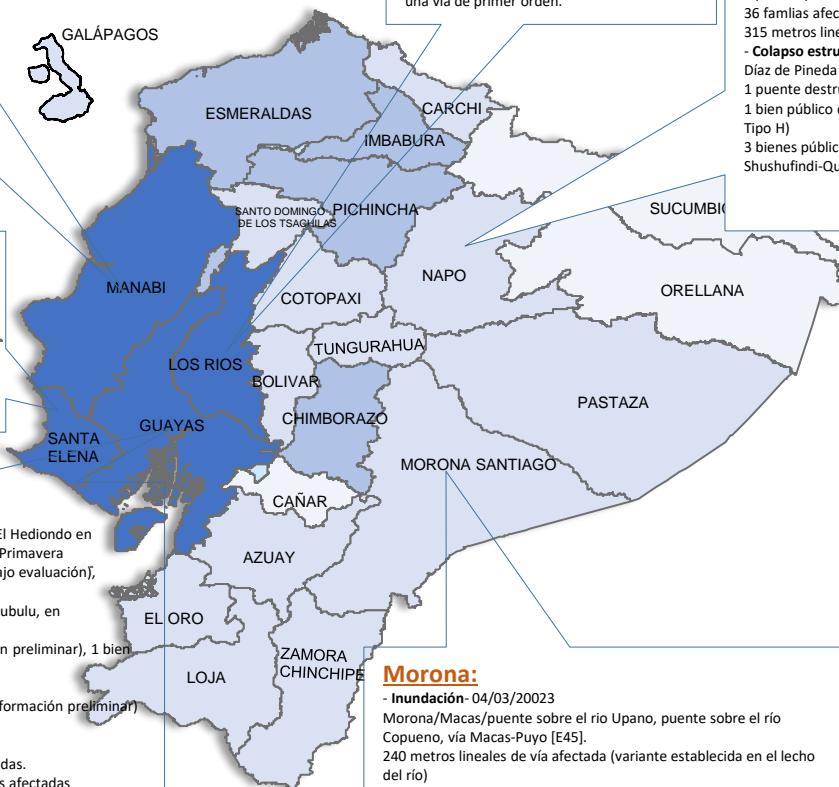 una vía de primer orden.
36 famlias afec
315 metros line
- Colapso estru
Díaz de Pineda
1 puente destru
1 bien público
Tipo H)
3 bienes públic
Shushufindi-Qu
GALÁPAGOS
ESMERALDAS
CARCHI
IMBABURA
SANTO DOMINGO
DE LOS TSACHILAS
PICHINCHA
SUCUMBI
NAPO
ORELLANA
MANABI
COTOPAXI
TUNGURAHUA
LOS RIOS
BOLIVAR
PASTAZA
CHIMBORAZO
GUAYAS
SANTA
ELENA
MORONA SANTIAGO
CAÑAR
AZUAY
EL ORO
ZAMORA
CHINCHIPE
LOJA
El Hediondo en
Primavera
jo evaluación),
ubulu, en
n preliminar), 1 bien
formación preliminar)
das.
s afectadas
Morona:
- Inundación- 04/03/20023
Morona/Macas/puente sobre el rio Upano, puente sobre el río
Copueno, vía Macas-Puyo [E45].
240 metros lineales de vía afectada (variante establecida en el lecho
del río)